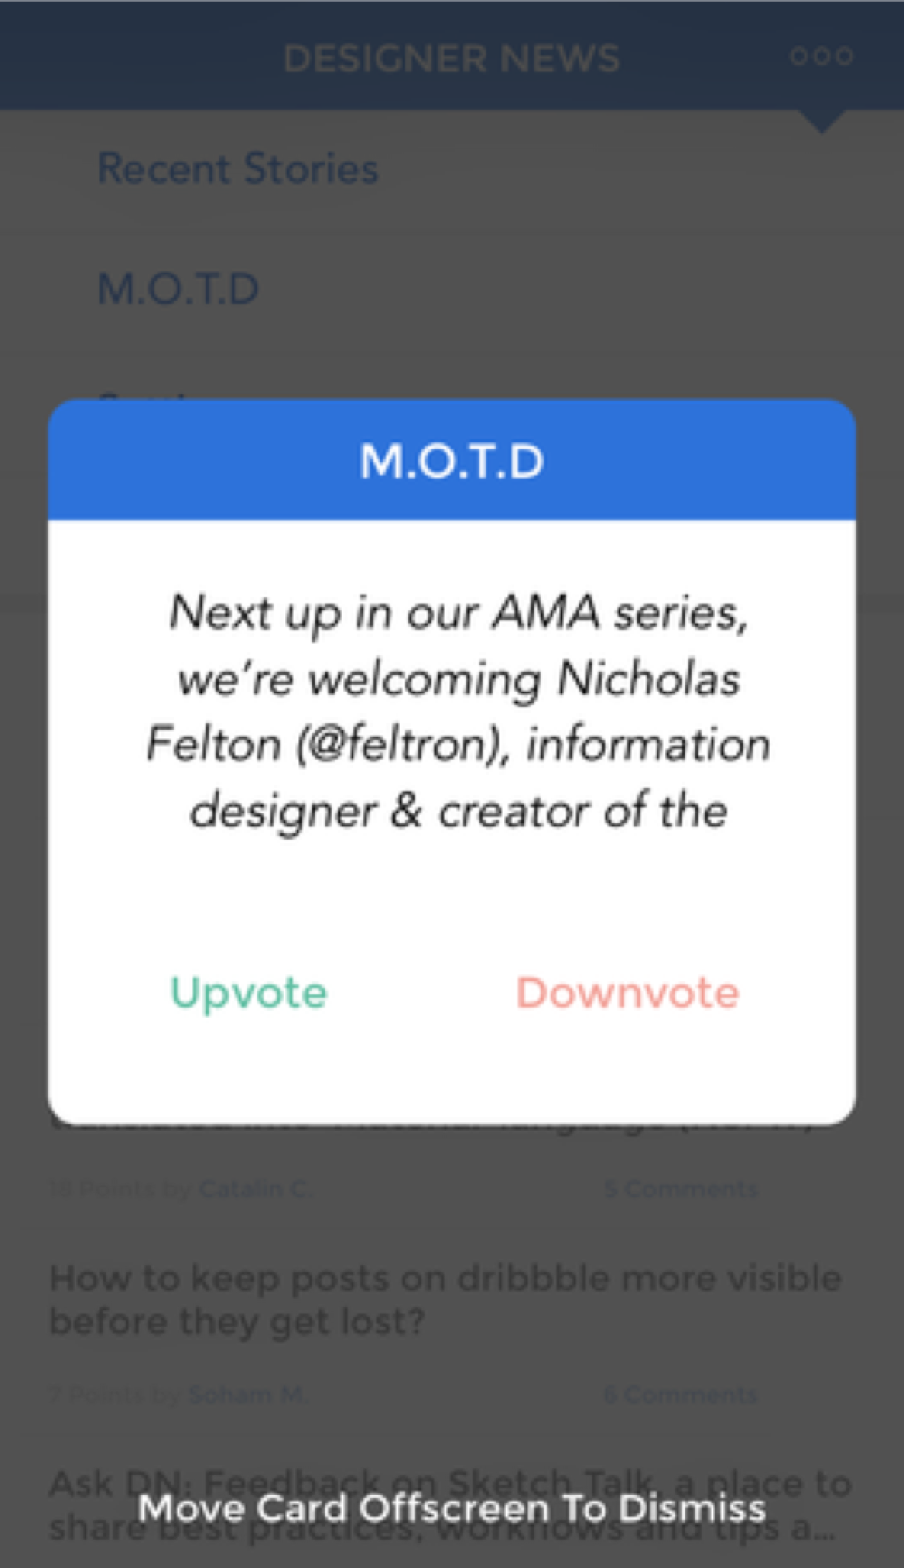 DESIGNER NEWS
Recent Stories
M.O.T.D
M.O.T.D
Next up in our AMA series,
we're welcoming Nicholas
Felton (@feltron), information
designer & creator of the
Upvote
Downvote
18 Points by Catalin C.
5 Comments
How to keep posts on dribbble more visible
before they get lost?
7 Points by Soham M.
6 Comments
Ask DN: Feedback on Sketch Talk, a place to
share best practices, workflows and tips a...
Move Card Offscreen To Dismiss